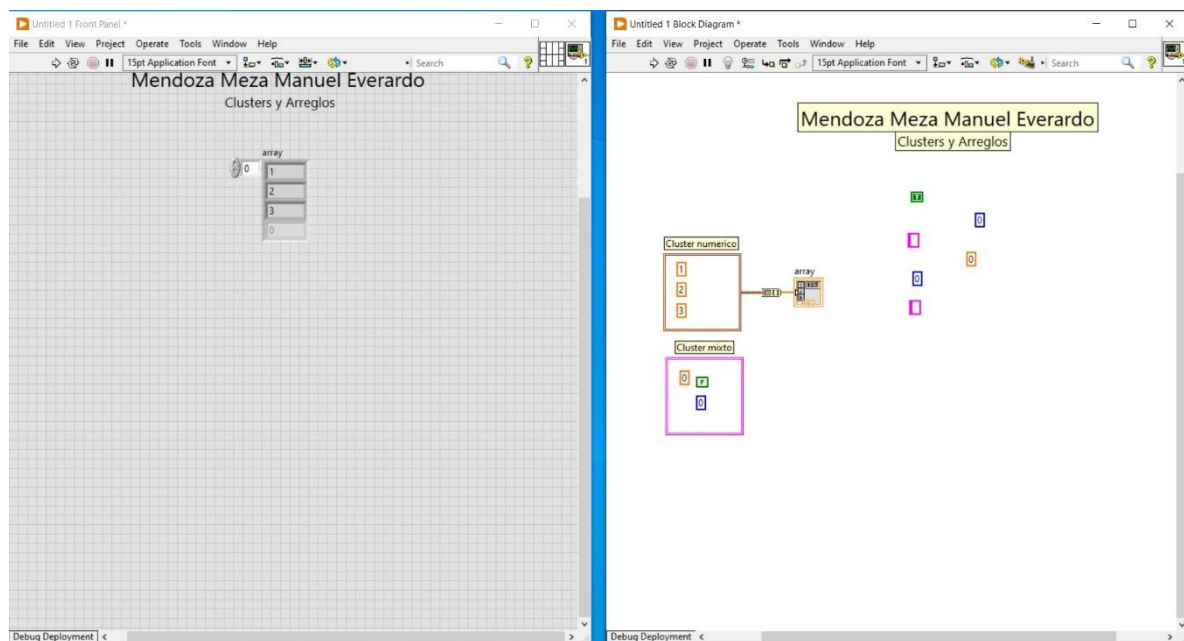 Untitled 1 Front Panel *
File Edit View Project Operate Tools Window Help
15pt Application Font
Search
Mendoza Meza Manuel Everardo
Clusters y Arreglos
array
0
1
2
3
0
Debug Deployment
Untitled 1 Block Diagram *
File Edit View Project Operate Tools Window Help
15pt Application Font
Search
Mendoza Meza Manuel Everardo
Clusters y Arreglos
0
0
0
Cluster numerico
1
2
3
array
Cluster mixto
0
F
0
Debug Deployment